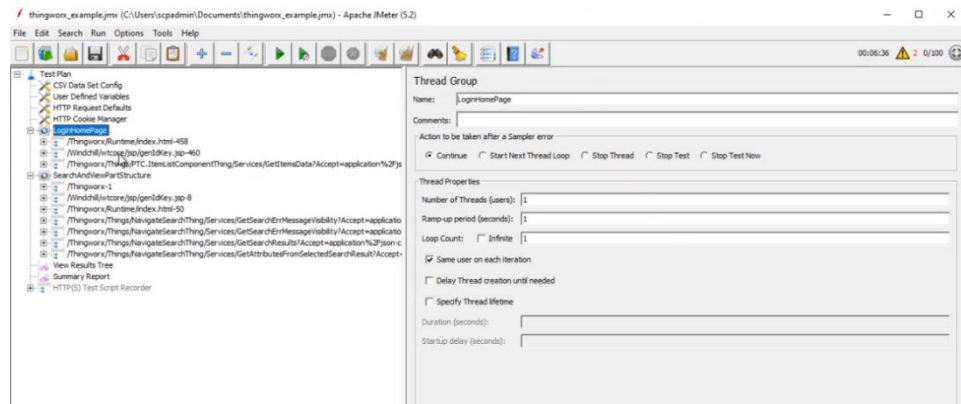 thingworx_example.jmx (C:\Users\scpadmin\Documents\thingworx_example.jmx) - Apache JMeter (5.2)
File Edit Search Run Options Tools Help
00:06:36 2 0/100
Test Plan
CSV Data Set Config
User Defined Variables
HTTP Request Defaults
HTTP Cookie Manager
LoginHomePage
/Thingworx/Runtime/index.html-458
/Windchill/wtcore/jsp/genIdKey.jsp-460
/Thingworx/Things/PTC.ItemListComponentThing/Services/GetItemsData?Accept=application%2Fjs
SearchAndViewPartStructure
/Thingworx-1
/Windchill/wtcore/jsp/genIdKey.jsp-8
/Thingworx/Runtime/index.html-50
/Thingworx/Things/NavigateSearchThing/Services/GetSearchErrMessageVisibility?Accept=applicatio
/Thingworx/Things/NavigateSearchThing/Services/GetSearchErrMessageVisibility?Accept=applicatio
/Thingworx/Things/NavigateSearchThing/Services/GetSearchResults?Accept=application%2Fjson-c
/Thingworx/Things/NavigateSearchThing/Services/GetAttributesFromSelectedSearchResult?Accept=
View Results Tree
Summary Report
HTTP(S) Test Script Recorder
Thread Group
Name: LoginHomePage
Comments:
Action to be taken after a Sampler error
Continue Start Next Thread Loop Stop Thread Stop Test Stop Test Now
Thread Properties
Number of Threads (users): 1
Ramp-up period (seconds): 1
Loop Count: Infinite 1
Same user on each iteration
Delay Thread creation until needed
Specify Thread lifetime
Duration (seconds):
Startup delay (seconds):